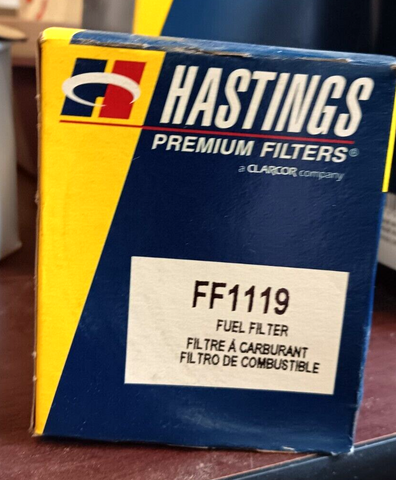 HASTINGS
PREMIUM FILTERS®
a CLARCOR company
FF1119
FUEL FILTER
FILTRE À CARBURANT
FILTRO DE COMBUSTIBLE